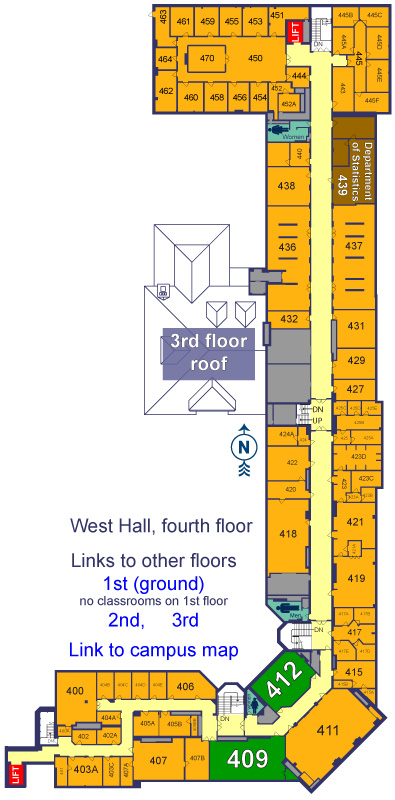 463
461
459
456
453
451
LIFT
DN
445B
445C
445A
445D
445
445E
443
445F
464
470
450
444
462
460
458
456
454
452
452A
Women
440
438
Department
of Statistics
439
436
437
432
431
3rd floor
roof
429
427
DN
UP
424A
424
422
423D
423C
423
420
N
418
421
419
West Hall, fourth floor
Links to other floors
1st (ground)
no classrooms on 1st floor
2nd, 3rd
Link to campus map
Men
DN
417
415
412
400
406
404A
402
402A
405A
405B
DN
411
403A
403C
407A
407
407B
409
LIFT